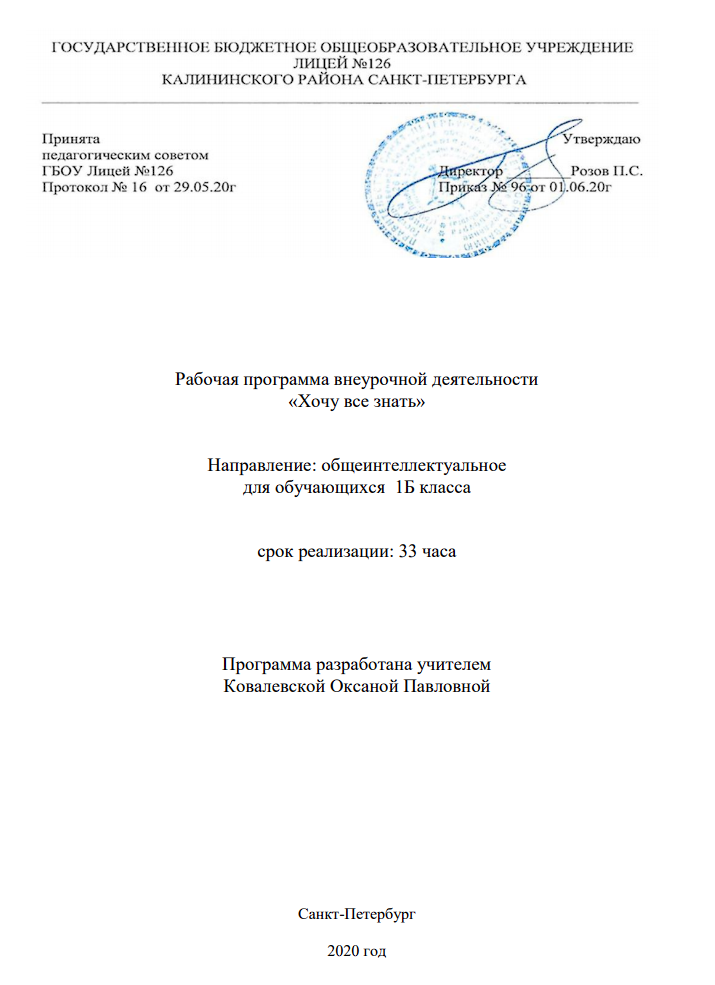 ГОСУДАРСТВЕННОЕ БЮДЖЕТНОЕ ОБЩЕОБРАЗОВАТЕЛЬНОЕ УЧРЕЖДЕНИЕ
ЛИЦЕЙ №126
КАЛИНИНСКОГО РАЙОНА САНКТ-ПЕТЕРБУРГА
Принята Утверждаю
педагогическим советом
ГБОУ Лицей №126 Директор Розов П.С.
Протокол № 16 от 29.05.20г Приказ № 96 от 01.06.20г
Рабочая программа внеурочной деятельности
«Хочу все знать»
Направление: общеинтеллектуальное
для обучающихся 1Б класса
срок реализации: 33 часа
Программа разработана учителем
Ковалевской Оксаной Павловной
Санкт-Петербург
2020 год